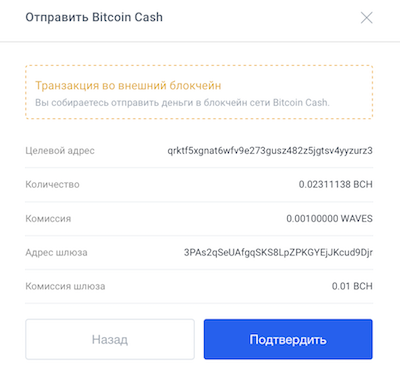 Отправить Bitcoin Cash
Транзакция во внешний блокчейн
Вы собираетесь отправить деньги в блокчейн сети Bitcoin Cash.
Целевой адрес qrktf5xgnat6wfv9e273gusz482z5jgtsv4yyzurz3
Количество 0.02311138 BCH
Комиссия 0.00100000 WAVES
Адрес шлюза 3PAs2qSeUAfgqSKS8LpZPKGYEjJKcud9Djr
Комиссия шлюза 0.01 BCH
Назад Подтвердить